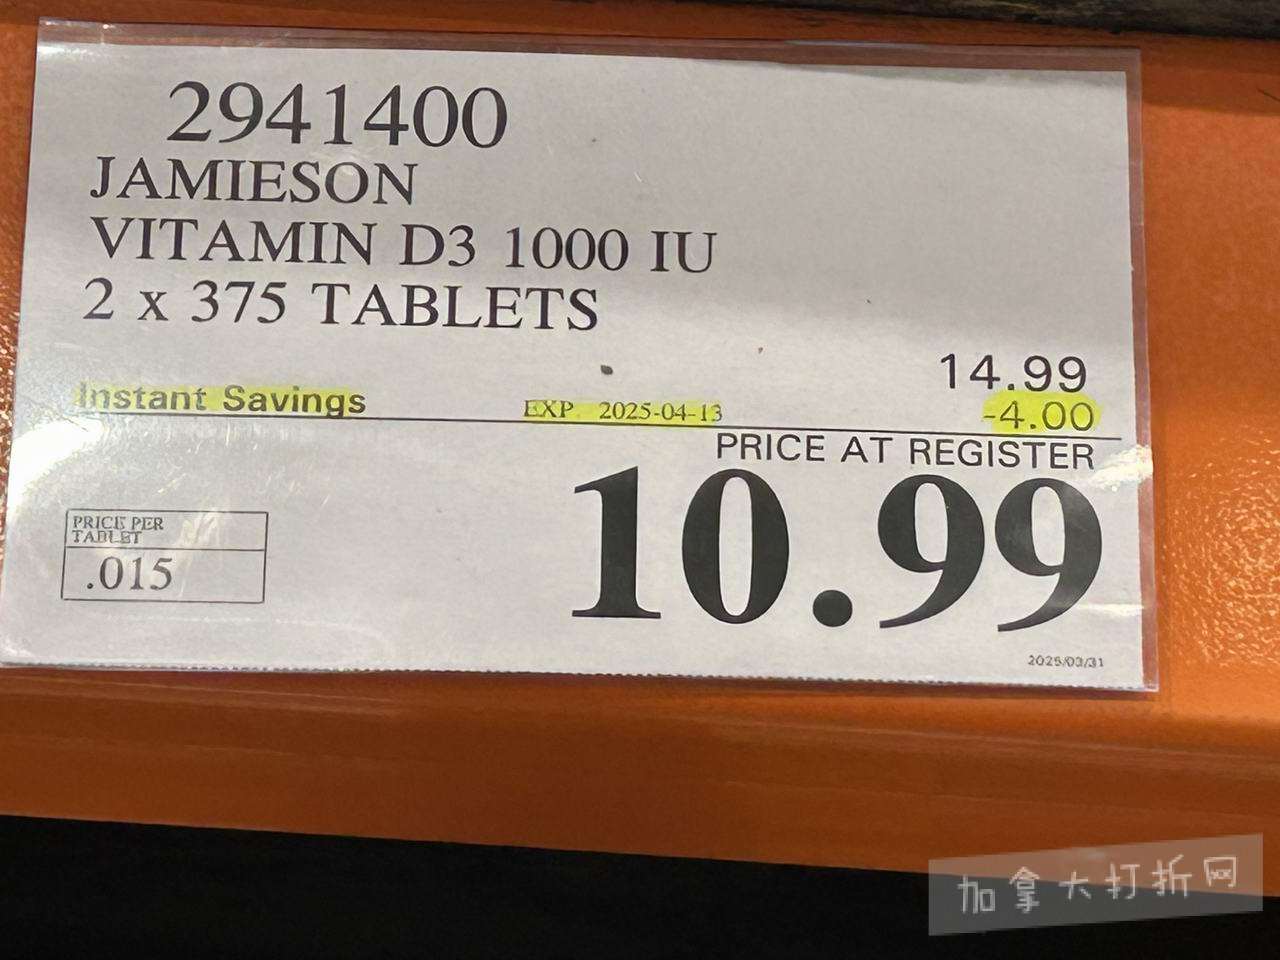 2941400
JAMIESON
VITAMIN D3 1000 IU
2 x 375 TABLETS
14.99
Instant Savings EXP 2025-04-13 -4.00
PRICE AT REGISTER
10.99
PRICE PER
TABLET
.015
2025/03/31
加拿大打折网